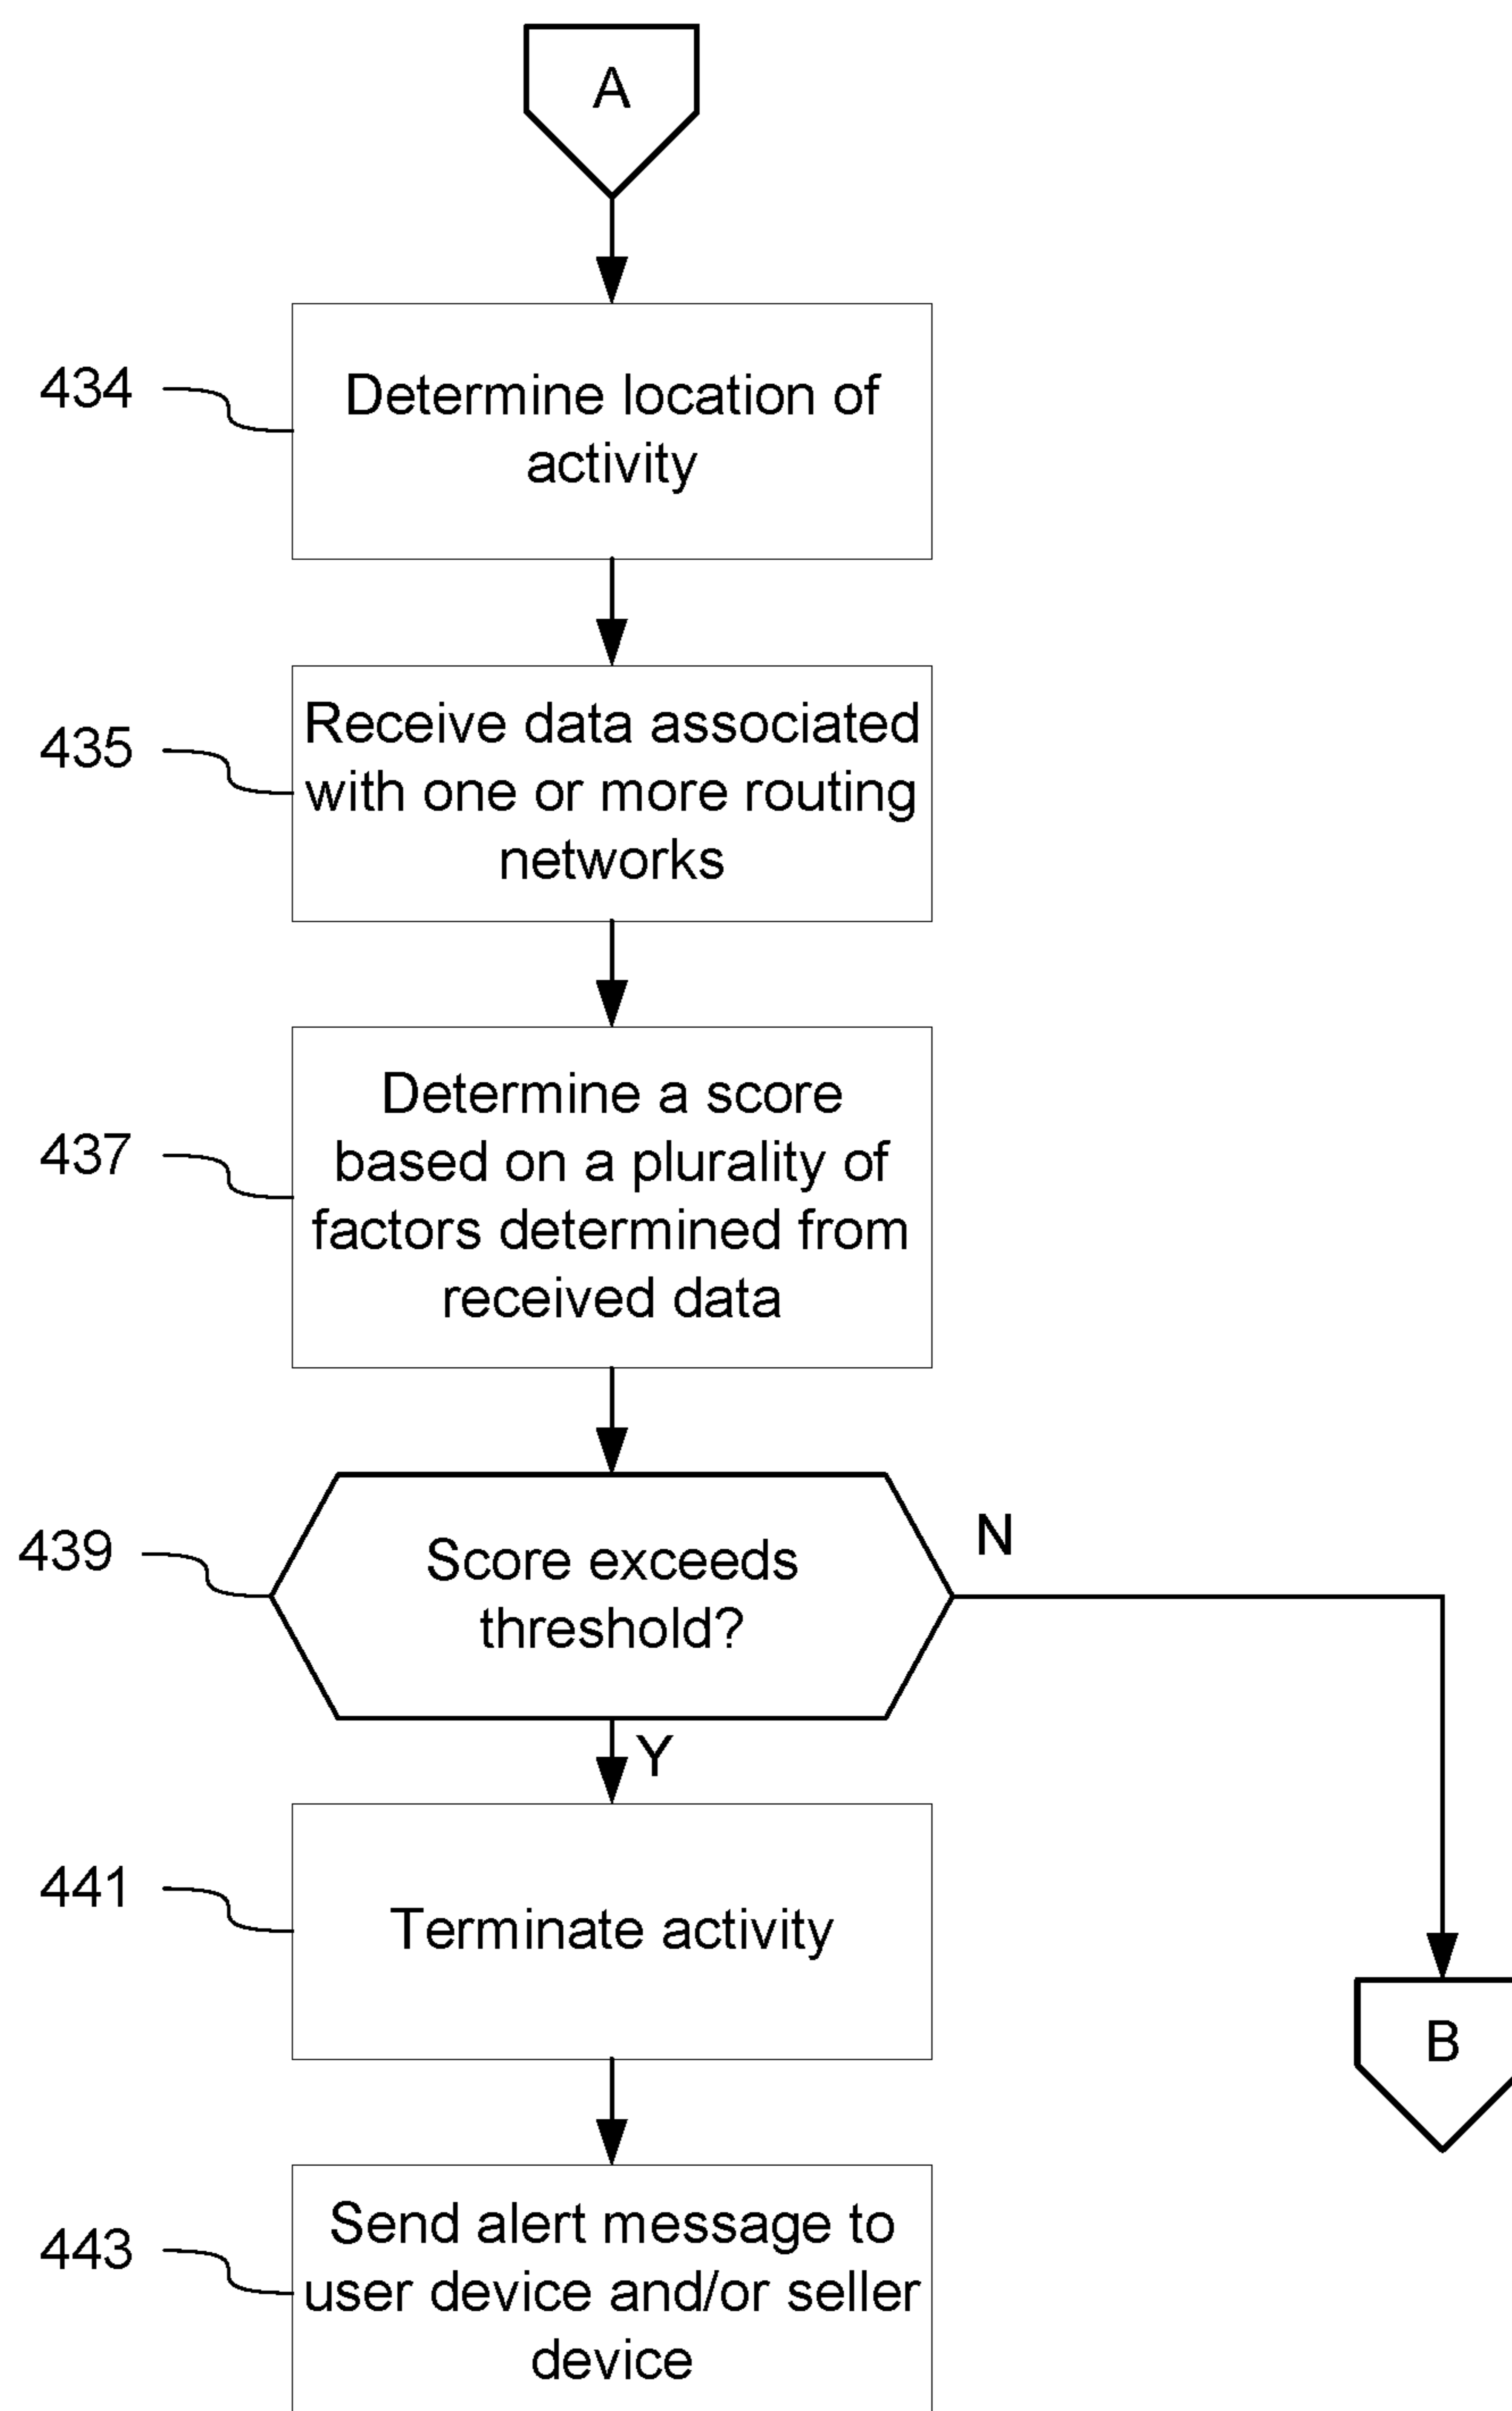 A
434
Determine location of
activity
435
Receive data associated
with one or more routing
networks
437
Determine a score
based on a plurality of
factors determined from
received data
439
Score exceeds
threshold?
N
Y
441
Terminate activity
B
443
Send alert message to
user device and/or seller
device